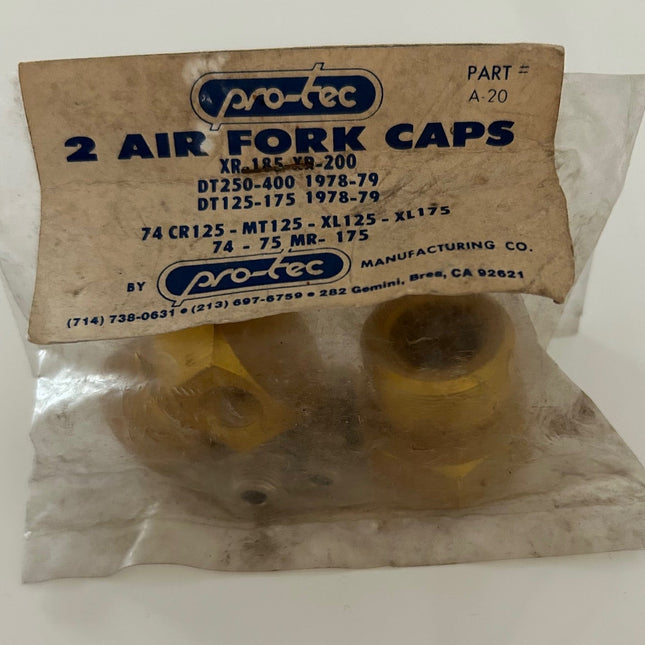 pro-tec
PART #
A-20
2 AIR FORK CAPS
XR-185 XR-200
DT250-400 1978-79
DT125-175 1978-79
74 CR125 - MT125 - XL125 - XL175
74 - 75 MR- 175
BY pro-tec MANUFACTURING CO.
(714) 738-0631 • (213) 697-6759 • 282 Gemini, Brea, CA 92621